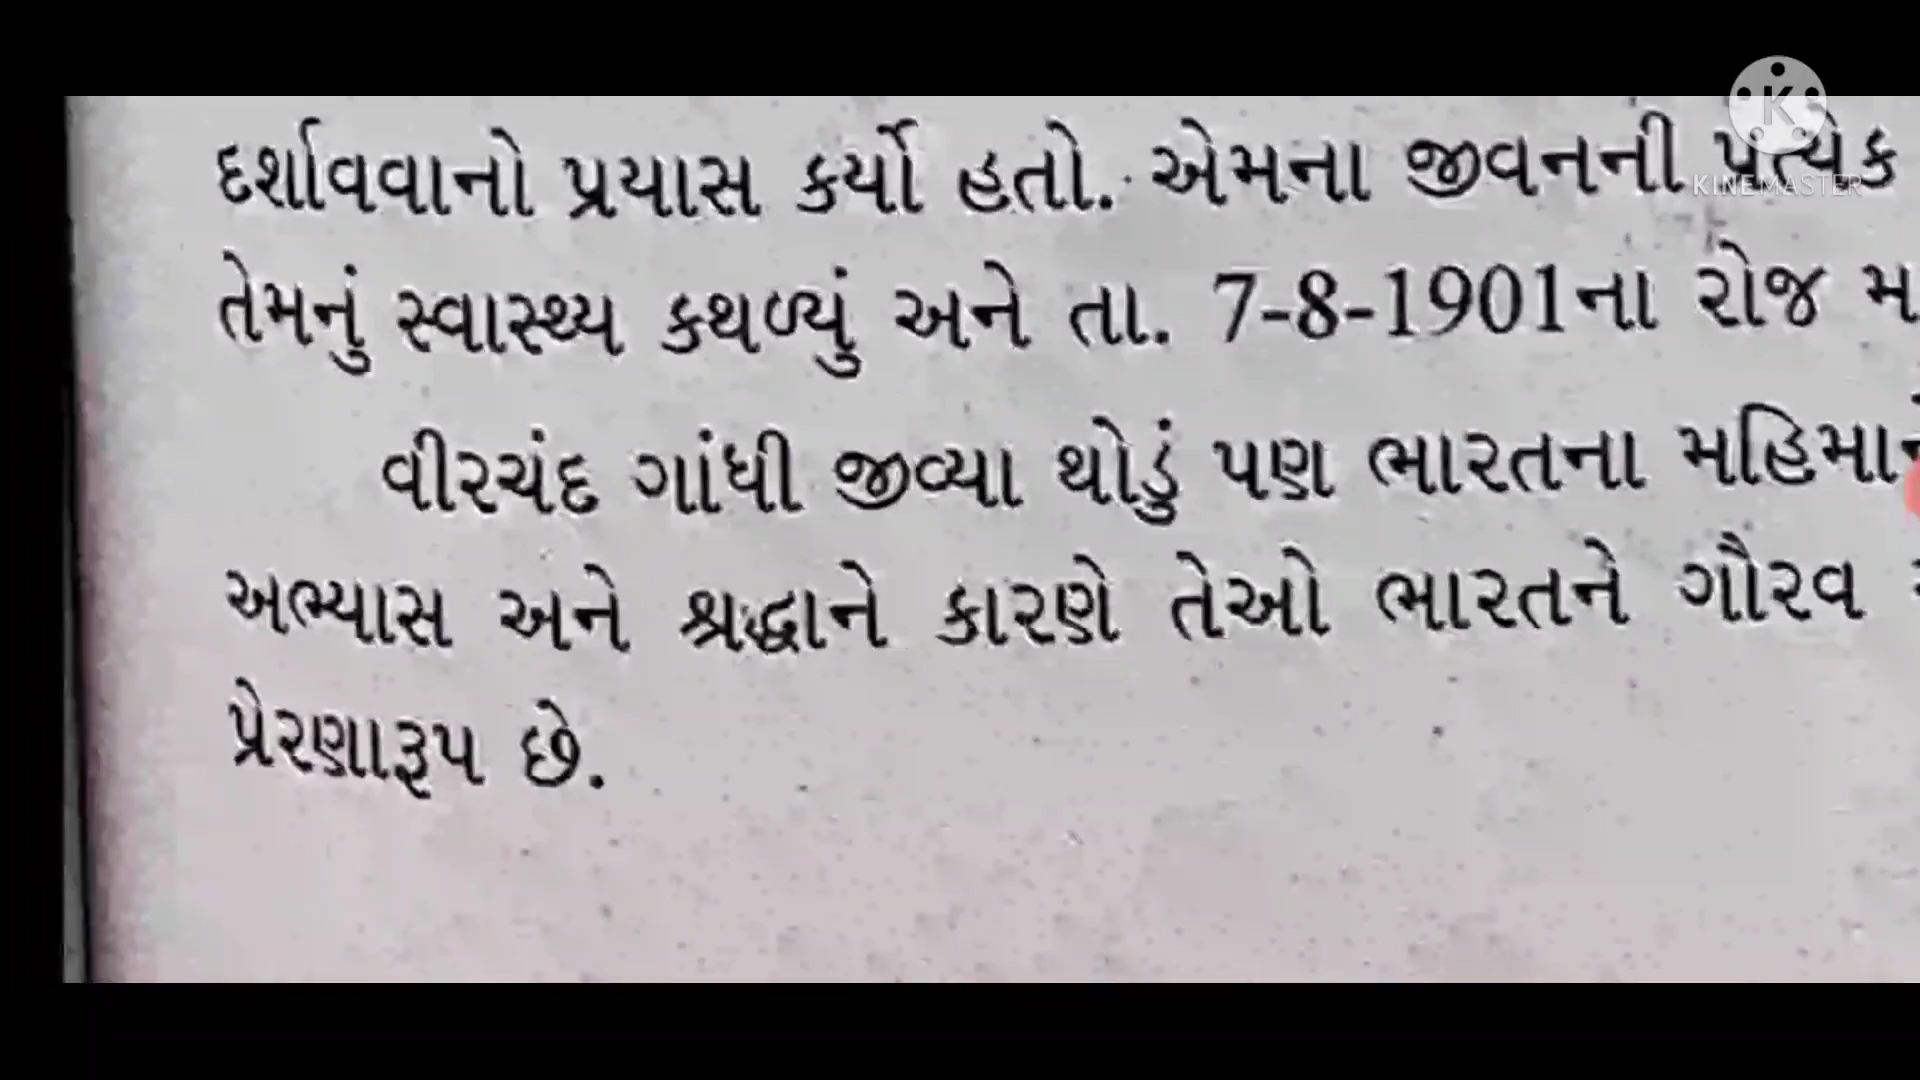 દર્શાવવાનો પ્રયાસ કર્યો હતો. એમના જીવનની પ્રત્યેક
તેમનું સ્વાસ્થ્ય કથળ્યું અને તા. 7-8-1901ના રોજ
વીરચંદ ગાંધી જીવ્યા થોડું પણ ભારતના
અભ્યાસ અને શ્રદ્ધાને કારણે તેઓ ભારતને ગૌરવ
પ્રેરણારૂપ છે.
K
KINEMASTER